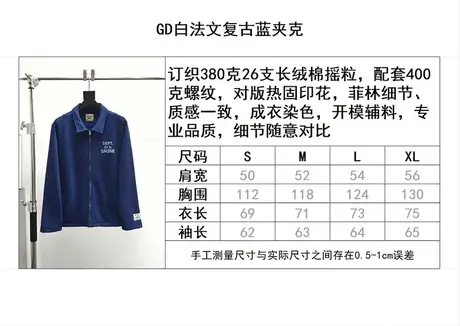 GD白法文复古蓝夹克
订织380克26支长绒棉摇粒，配套400
克螺纹，对版热固印花，菲林细节、
质感一致，成衣染色，开模辅料，专
业品质，细节随意对比
尺码 S M L XL
肩宽 50 52 54 56
胸围 112 118 124 130
衣长 69 71 73 75
袖长 62 63 64 65
手工测量尺寸与实际尺寸之间存在0.5-1cm误差
DEPT.